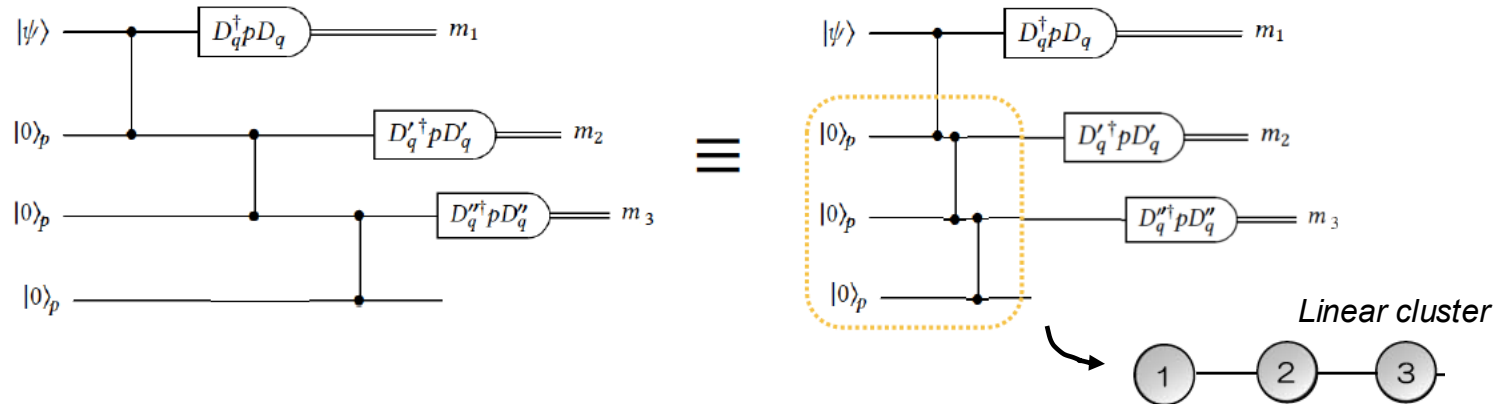 |ψ⟩ D_q^† p D_q m_1 |ψ⟩ D_q^† p D_q m_1
|0⟩_p D'_q^† p D'_q m_2 ≡ |0⟩_p D'_q^† p D'_q m_2
|0⟩_p D''_q^† p D''_q m_3 |0⟩_p D''_q^† p D''_q m_3
|0⟩_p |0⟩_p
Linear cluster
1 2 3